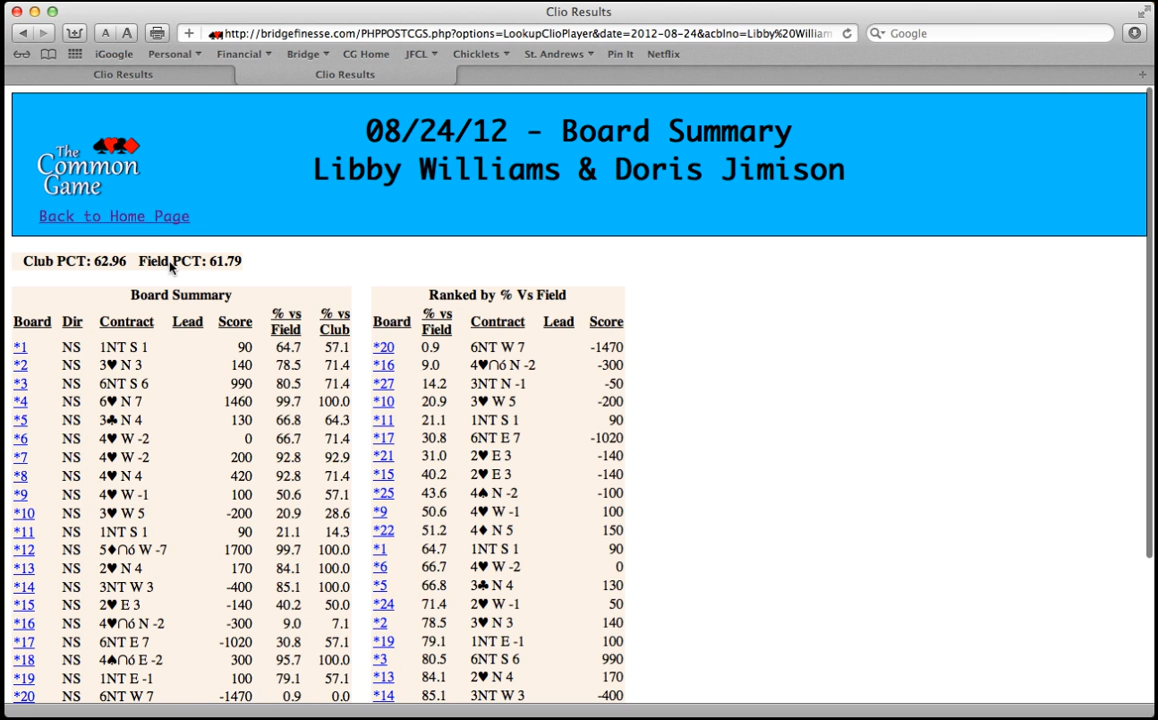 Clio Results
http://bridgefinesse.com/PHPPOSTCGS.php?options=LookupClioPlayer&date=2012-08-24&acblno=Libby%20William
Google
iGoogle Personal Financial Bridge CG Home JFCL Chicklets St. Andrews Pin It Netflix
Clio Results Clio Results
08/24/12 - Board Summary
Libby Williams & Doris Jimison
The Common Game
Back to Home Page
Club PCT: 62.96 Field PCT: 61.79
Board Summary Ranked by % Vs Field
Board Dir Contract Lead Score % vs Field % vs Club Board % vs Field Contract Lead Score
*1 NS 1NT S 1 90 64.7 57.1 *20 0.9 6NT W 7 -1470
*2 NS 3♥ N 3 140 78.5 71.4 *16 9.0 4♥∩ó N -2 -300
*3 NS 6NT S 6 990 80.5 71.4 *27 14.2 3NT N -1 -50
*4 NS 6♥ N 7 1460 99.7 100.0 *10 20.9 3♥ W 5 -200
*5 NS 3♣ N 4 130 66.8 64.3 *11 21.1 1NT S 1 90
*6 NS 4♥ W -2 0 66.7 71.4 *17 30.8 6NT E 7 -1020
*7 NS 4♥ W -2 200 92.8 92.9 *21 31.0 2♥ E 3 -140
*8 NS 4♥ N 4 420 92.8 71.4 *15 40.2 2♥ E 3 -140
*9 NS 4♥ W -1 100 50.6 57.1 *25 43.6 4♠ N -2 -100
*10 NS 3♥ W 5 -200 20.9 28.6 *9 50.6 4♥ W -1 100
*11 NS 1NT S 1 90 21.1 14.3 *22 51.2 4♦ N 5 150
*12 NS 5♦∩ó W -7 1700 99.7 100.0 *1 64.7 1NT S 1 90
*13 NS 2♥ N 4 170 84.1 100.0 *6 66.7 4♥ W -2 0
*14 NS 3NT W 3 -400 85.1 100.0 *5 66.8 3♣ N 4 130
*15 NS 2♥ E 3 -140 40.2 50.0 *24 71.4 2♥ W -1 50
*16 NS 4♥∩ó N -2 -300 9.0 7.1 *2 78.5 3♥ N 3 140
*17 NS 6NT E 7 -1020 30.8 57.1 *19 79.1 1NT E -1 100
*18 NS 4♠∩ó E -2 300 95.7 100.0 *3 80.5 6NT S 6 990
*19 NS 1NT E -1 100 79.1 57.1 *13 84.1 2♥ N 4 170
*20 NS 6NT W 7 -1470 0.9 0.0 *14 85.1 3NT W 3 -400